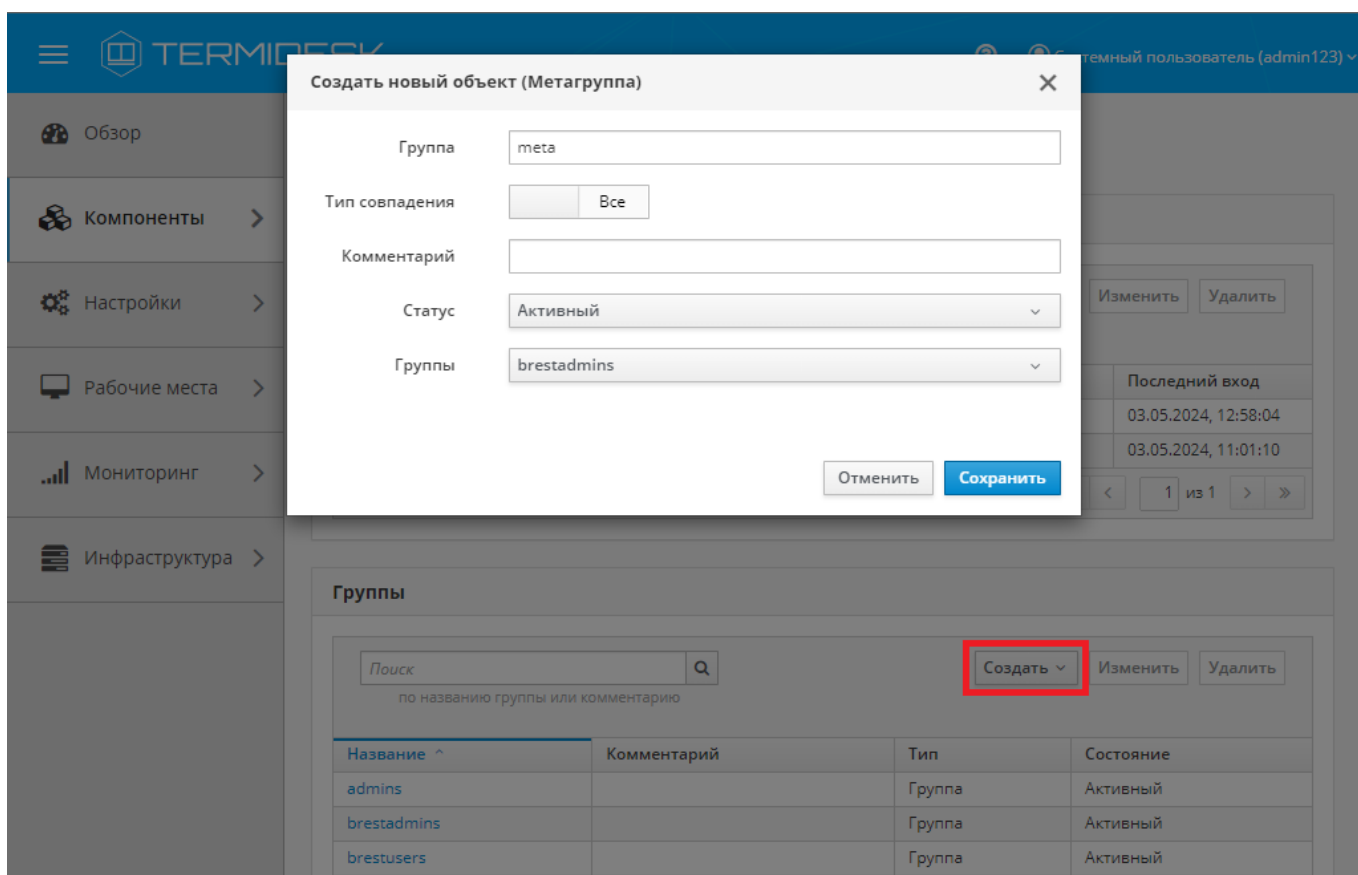 TERMIDESK
Системный пользователь (admin123)
Создать новый объект (Метагруппа)
Группа meta
Тип совпадения Все
Комментарий
Статус Активный
Группы brestadmins
Отменить Сохранить
Обзор
Компоненты
Настройки
Рабочие места
Мониторинг
Инфраструктура
Изменить Удалить
Последний вход
03.05.2024, 12:58:04
03.05.2024, 11:01:10
1 из 1
Группы
Поиск
по названию группы или комментарию
Создать Изменить Удалить
Название Комментарий Тип Состояние
admins Группа Активный
brestadmins Группа Активный
brestusers Группа Активный